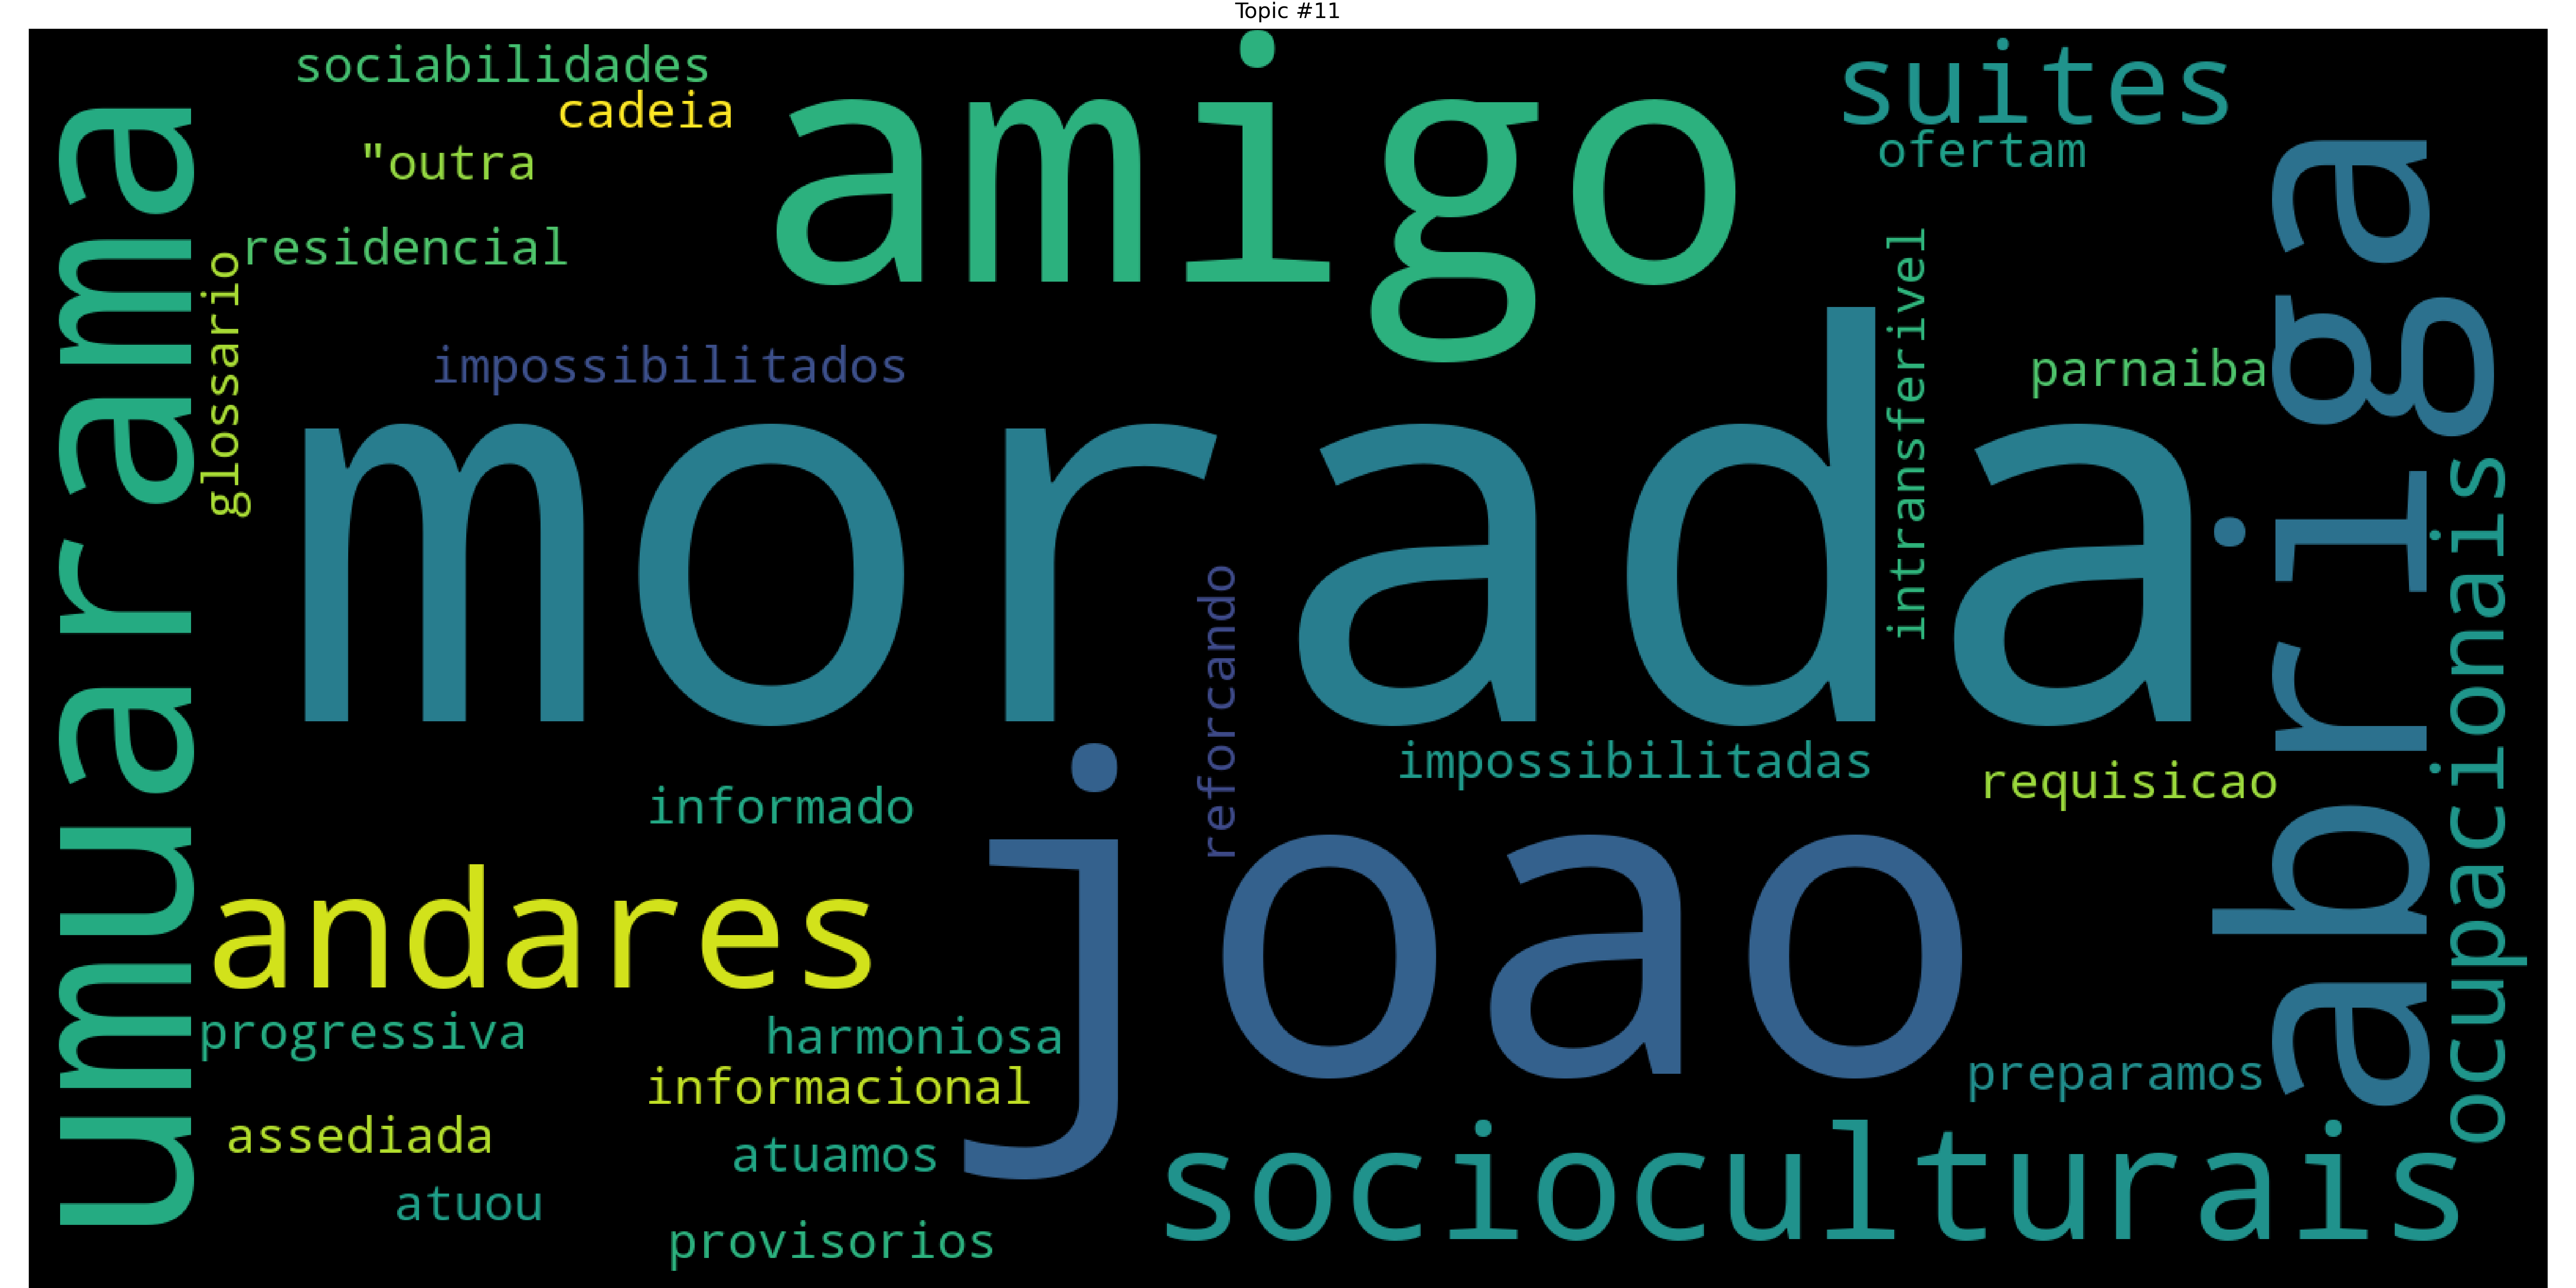 Topic #11
sociabilidades
cadeia
"outra
residencial
glossario
umuarama
amigo
suites
ofertam
impossibilitados
intransferivel
parnaiba
morada
abriga
ocupacionais
reforcando
impossibilitadas
requisicao
informado
joao
andares
progressiva
harmoniosa
informacional
preparamos
assediada
atuamos
socioculturais
atuou
provisorios